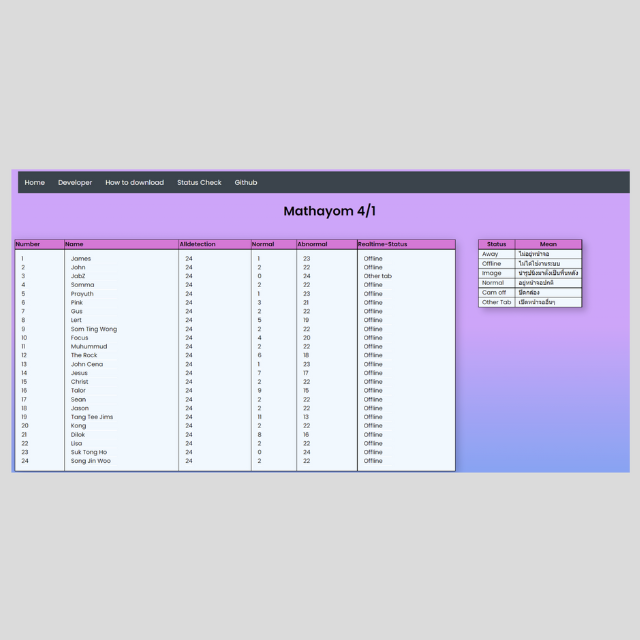 Home Developer How to download Status Check Github
Mathayom 4/1
Number Name Alldetection Normal Abnormal Realtime-Status
1 James 24 1 23 Offline
2 John 24 2 22 Offline
3 JabZ 24 0 24 Other tab
4 Somma 24 2 22 Offline
5 Prayuth 24 1 23 Offline
6 Pink 24 3 21 Offline
7 Gus 24 2 22 Offline
8 Lert 24 5 19 Offline
9 Som Ting Wong 24 2 22 Offline
10 Focus 24 4 20 Offline
11 Muhummud 24 2 22 Offline
12 The Rock 24 6 18 Offline
13 John Cena 24 1 23 Offline
14 Jesus 24 7 17 Offline
15 Christ 24 2 22 Offline
16 Tailor 24 9 15 Offline
17 Sean 24 2 22 Offline
18 Jason 24 2 22 Offline
19 Tang Tee Jims 24 11 13 Offline
20 Kong 24 2 22 Offline
21 Dilok 24 8 16 Offline
22 Lisa 24 2 22 Offline
23 Suk Tong Ho 24 0 24 Offline
24 Song Jin Woo 24 2 22 Offline
Status Mean
Away ไม่อยู่หน้าจอ
Offline ไม่ได้ใช้งานระบบ
Image นำรูปขึ้นมาตั้งเป็นพื้นหลัง
Normal อยู่หน้าจอปกติ
Cam off ปิดกล้อง
Other Tab เปิดหน้าจออื่นๆ